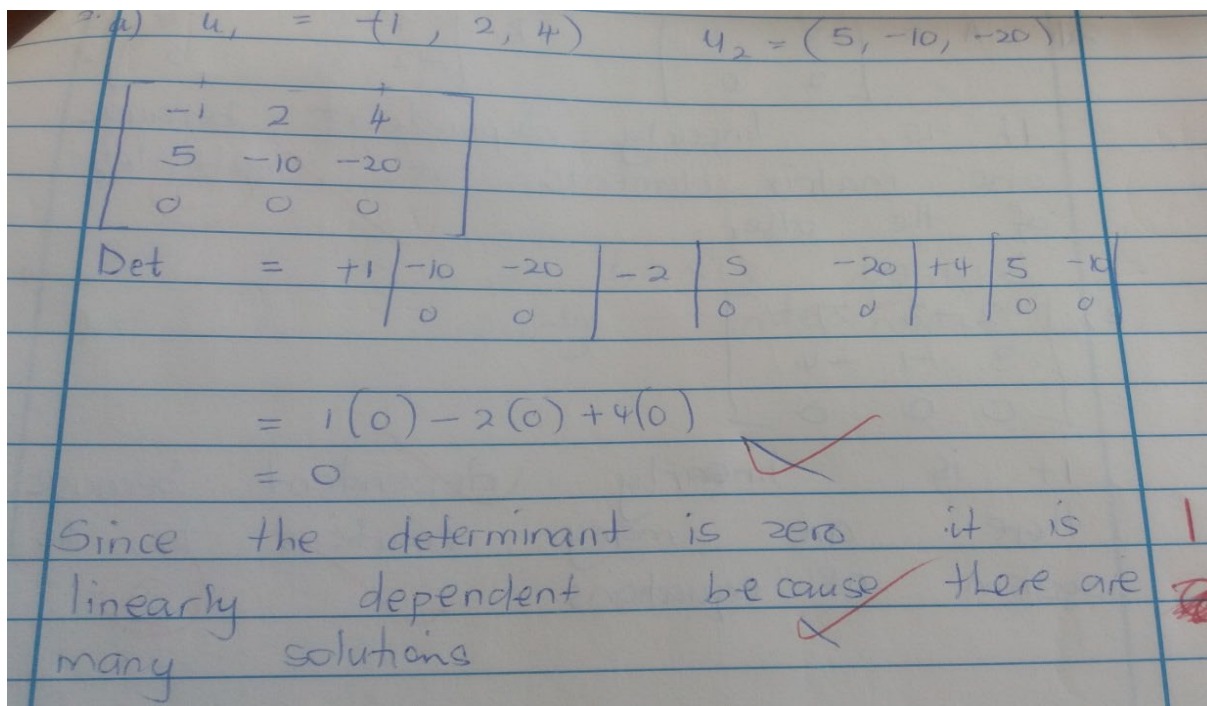 a) u₁ = (-1, 2, 4) u₂ = (5, -10, -20)
-1 2 4
5 -10 -20
0 0 0
Det = +1 |-10 -20| -2 |5 -20| +4 |5 -10|
0 0 0 0 0 0
= 1(0) - 2(0) + 4(0)
= 0
Since the determinant is zero it is 1
linearly dependent because there are
many solutions